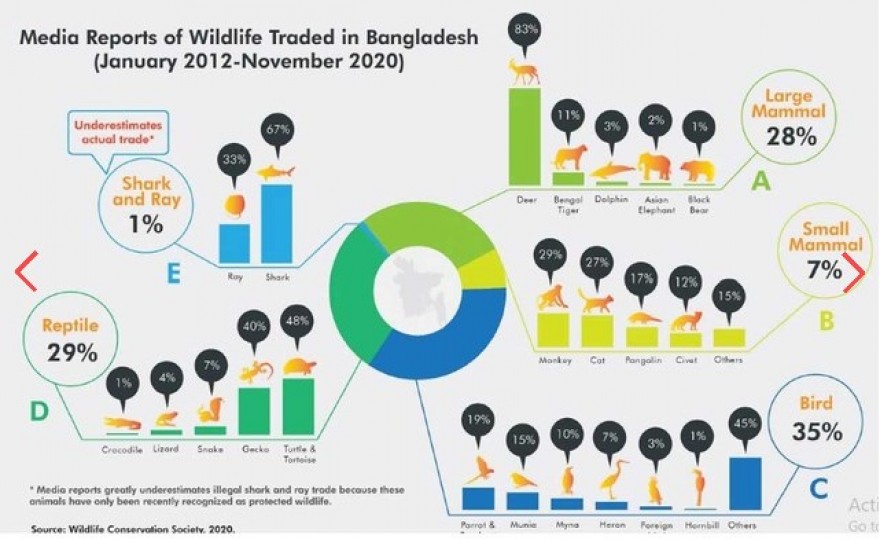 Media Reports of Wildlife Traded in Bangladesh
(January 2012-November 2020)
83%
11%
3%
2%
1%
Deer
Bengal
Tiger
Dolphin
Asian
Elephant
Black
Bear
Large
Mammal
28%
A
Underestimates
actual trade*
Shark
and Ray
1%
E
33%
67%
Ray
Shark
29%
27%
17%
12%
15%
Monkey
Cat
Pangolin
Civet
Others
Small
Mammal
7%
B
Reptile
29%
D
1%
4%
7%
40%
48%
Crocodile
Lizard
Snake
Gecko
Turtle &
Tortoise
19%
15%
10%
7%
3%
1%
45%
Parrot &
Munia
Myna
Heron
Foreign
Hornbill
Others
Bird
35%
C
* Media reports greatly underestimates illegal shark and ray trade because these
animals have only been recently recognized as protected wildlife.
Source: Wildlife Conservation Society, 2020.
Acti
Go to